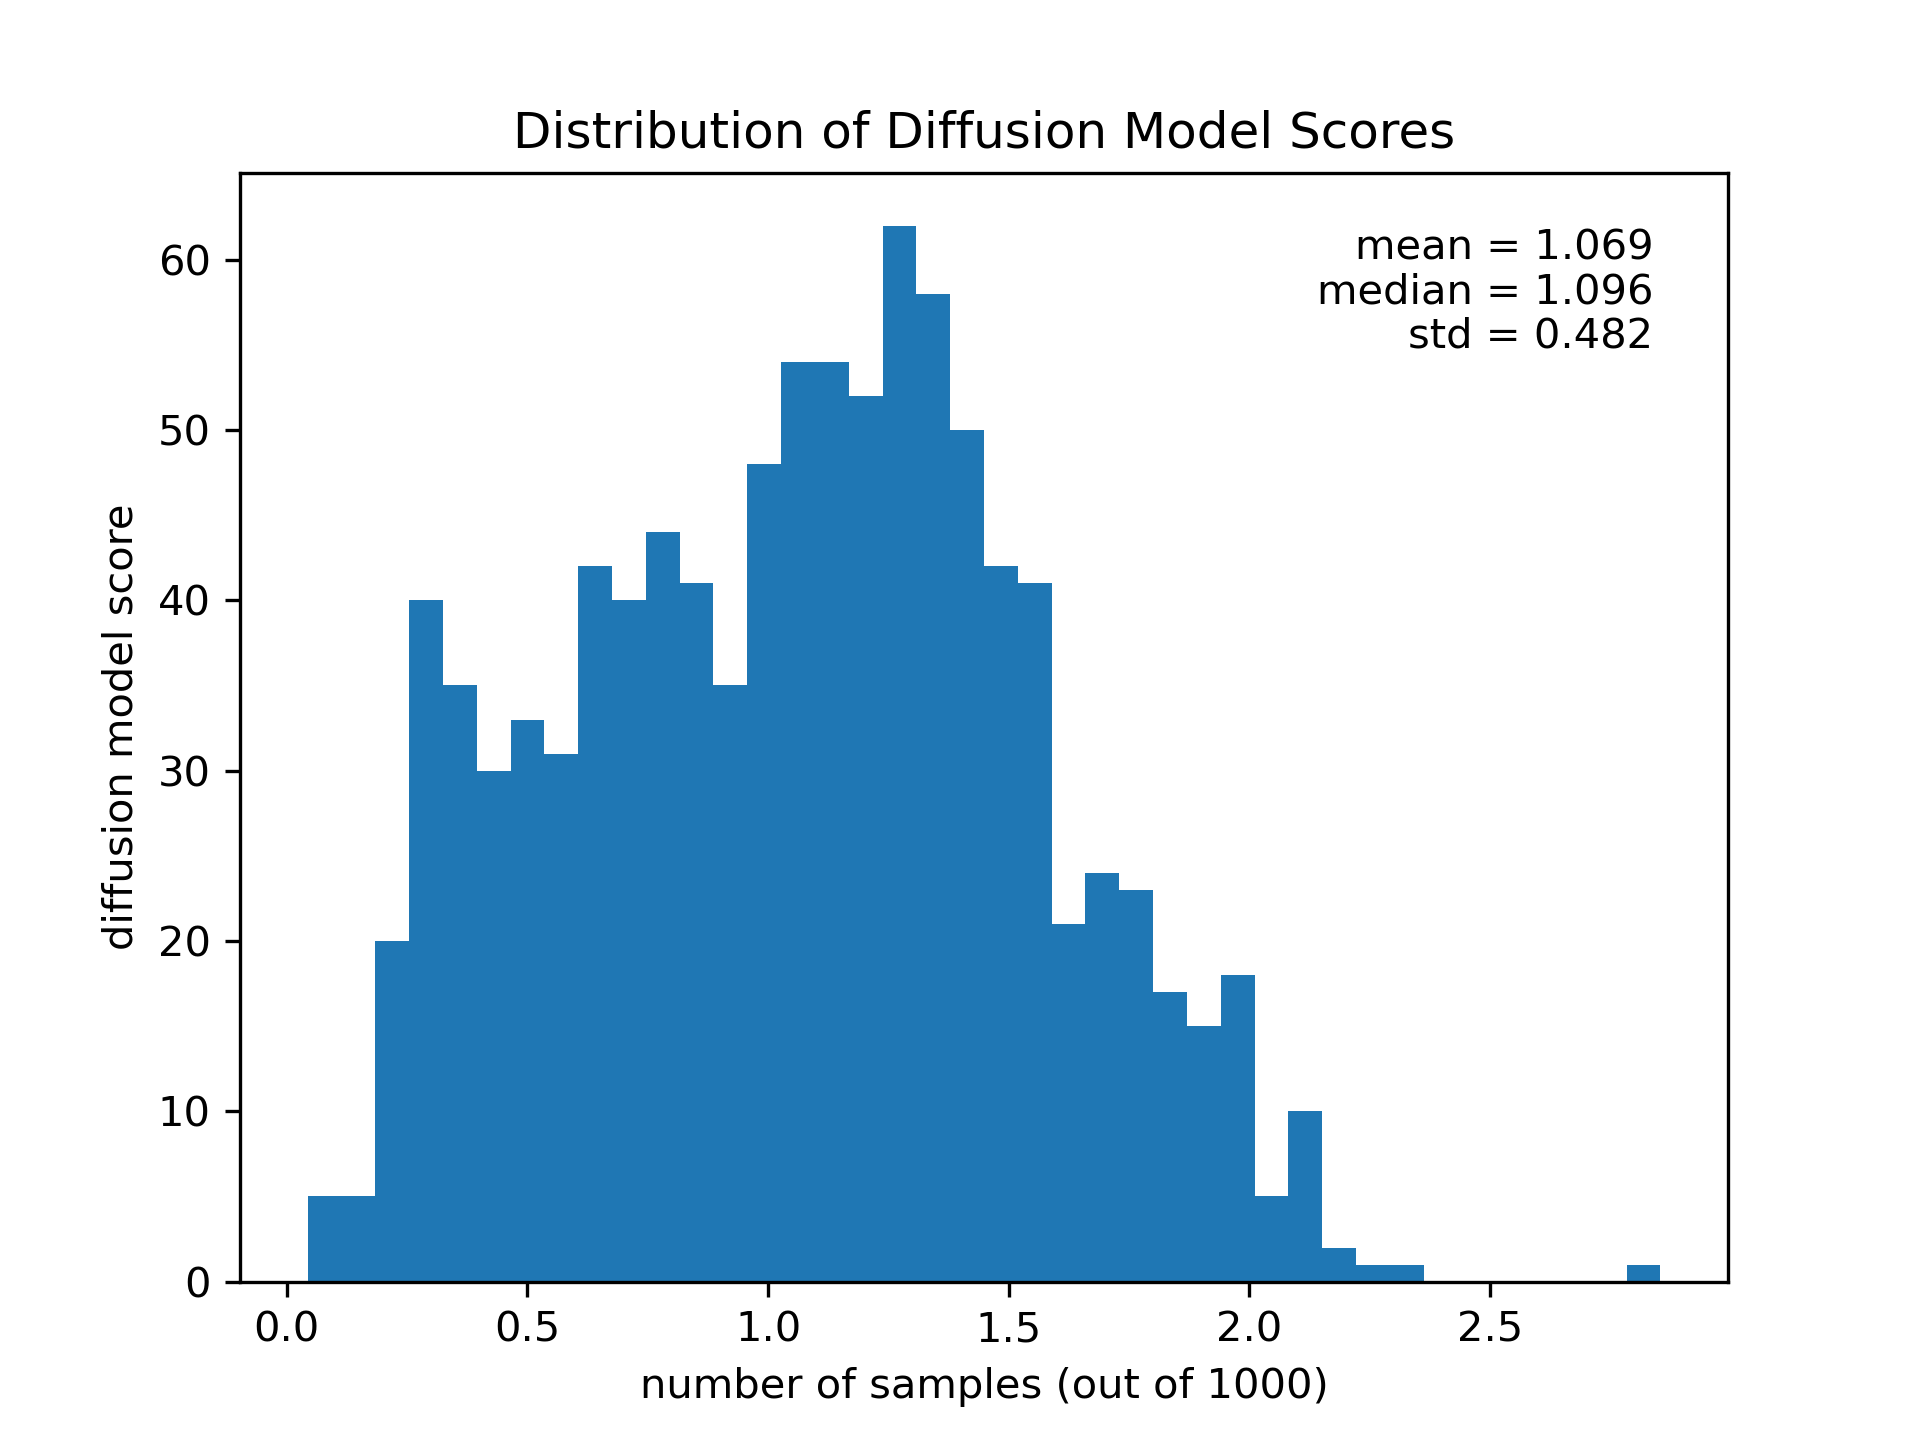 Distribution of Diffusion Model Scores
mean = 1.069
median = 1.096
std = 0.482
diffusion model score
60
50
40
30
20
10
0
0.0 0.5 1.0 1.5 2.0 2.5
number of samples (out of 1000)